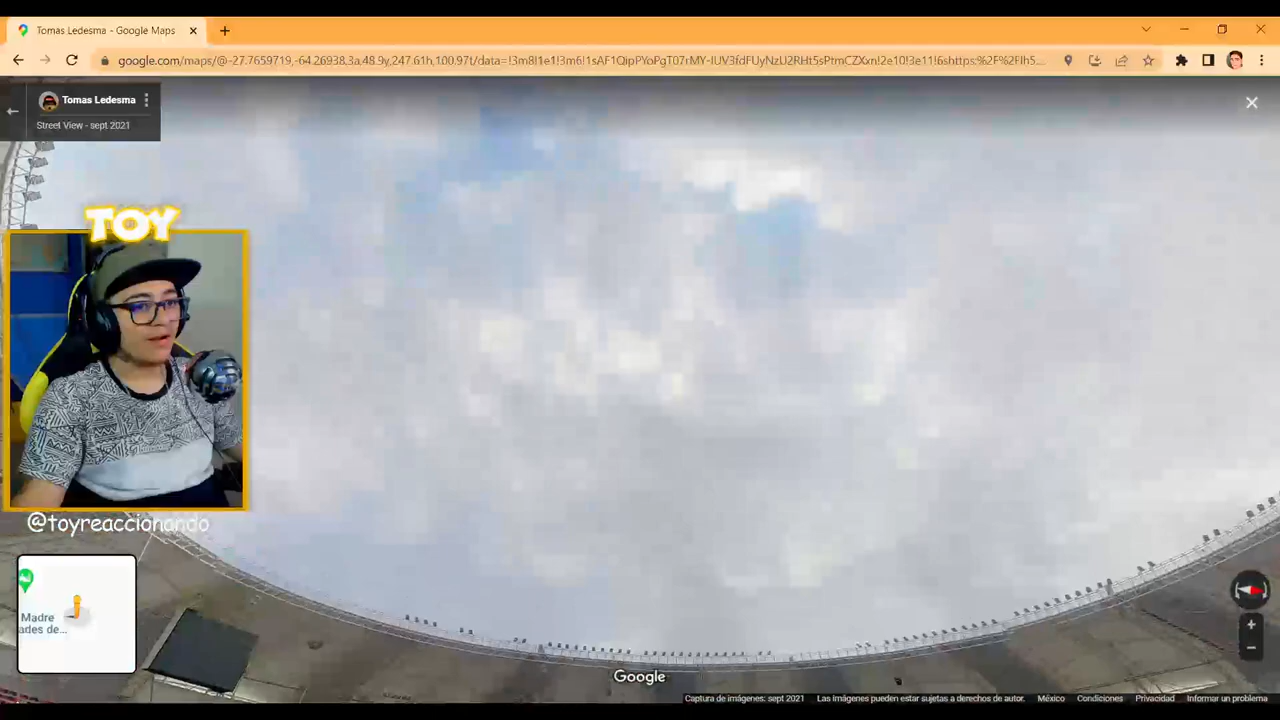 Tomas Ledesma - Google Maps
google.com/maps/@-27.7659719,-64.26938,3a,48.9y,247.61h,100.97t/data=!3m8!1e1!3m6!1sAF1QipPYoPgT07rMY-IUV3fdFUyNzU2RHt5sPtmCZXxn!2e10!3e11!6shttps:%2F%2Flh5...
Tomas Ledesma
Street View - sept 2021
TOY
@toyreaccionando
Madre
ades de...
Google
Captura de imágenes: sept 2021 Las imágenes pueden estar sujetas a derechos de autor. México Condiciones Privacidad Informar un problema